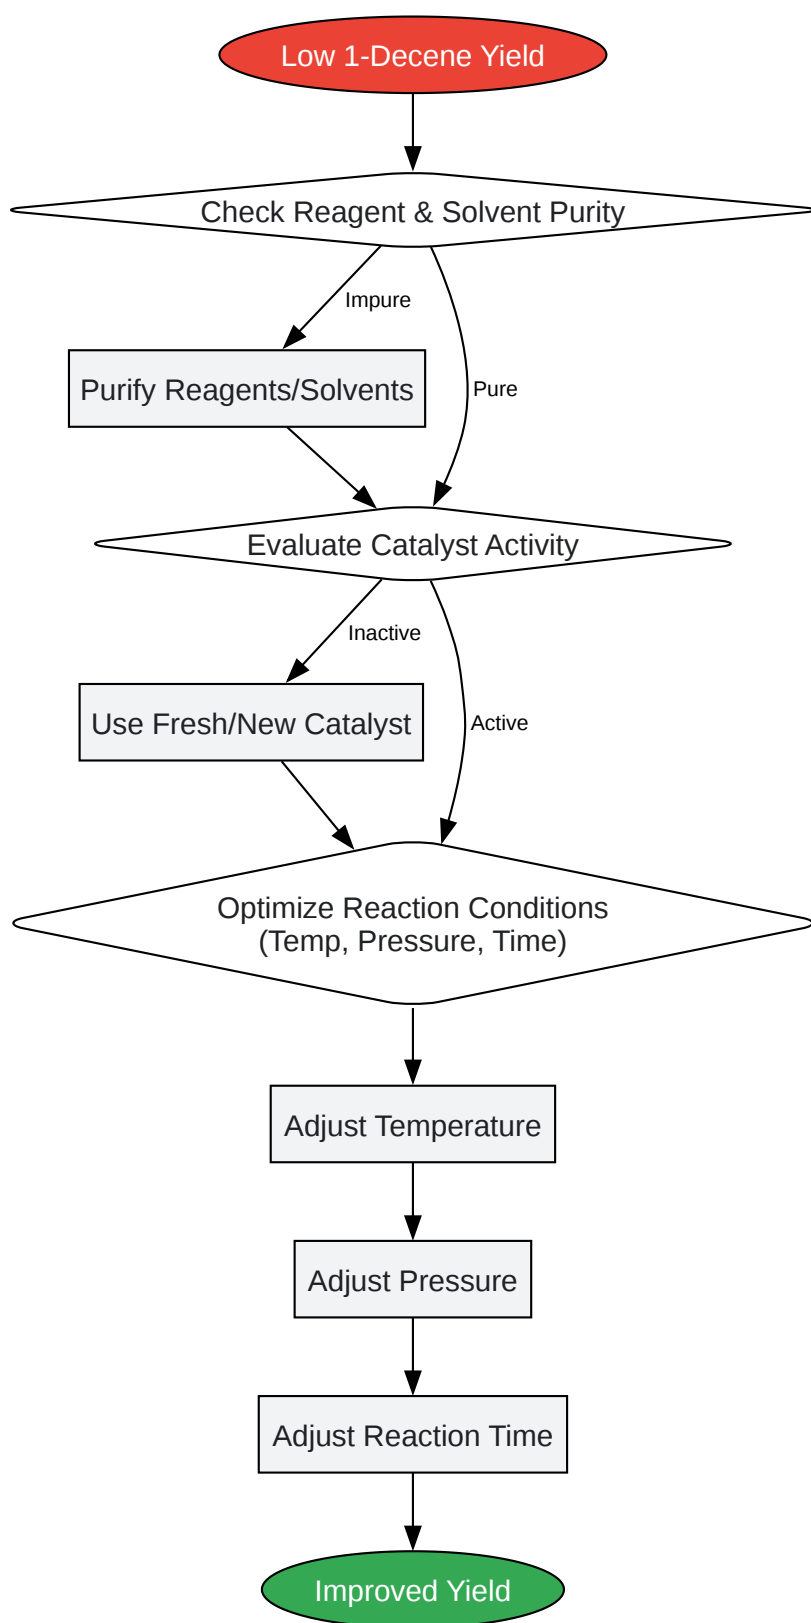 Low 1-Decene Yield
Check Reagent & Solvent Purity
Impure
Purify Reagents/Solvents
Pure
Evaluate Catalyst Activity
Inactive
Use Fresh/New Catalyst
Active
Optimize Reaction Conditions
(Temp, Pressure, Time)
Adjust Temperature
Adjust Pressure
Adjust Reaction Time
Improved Yield